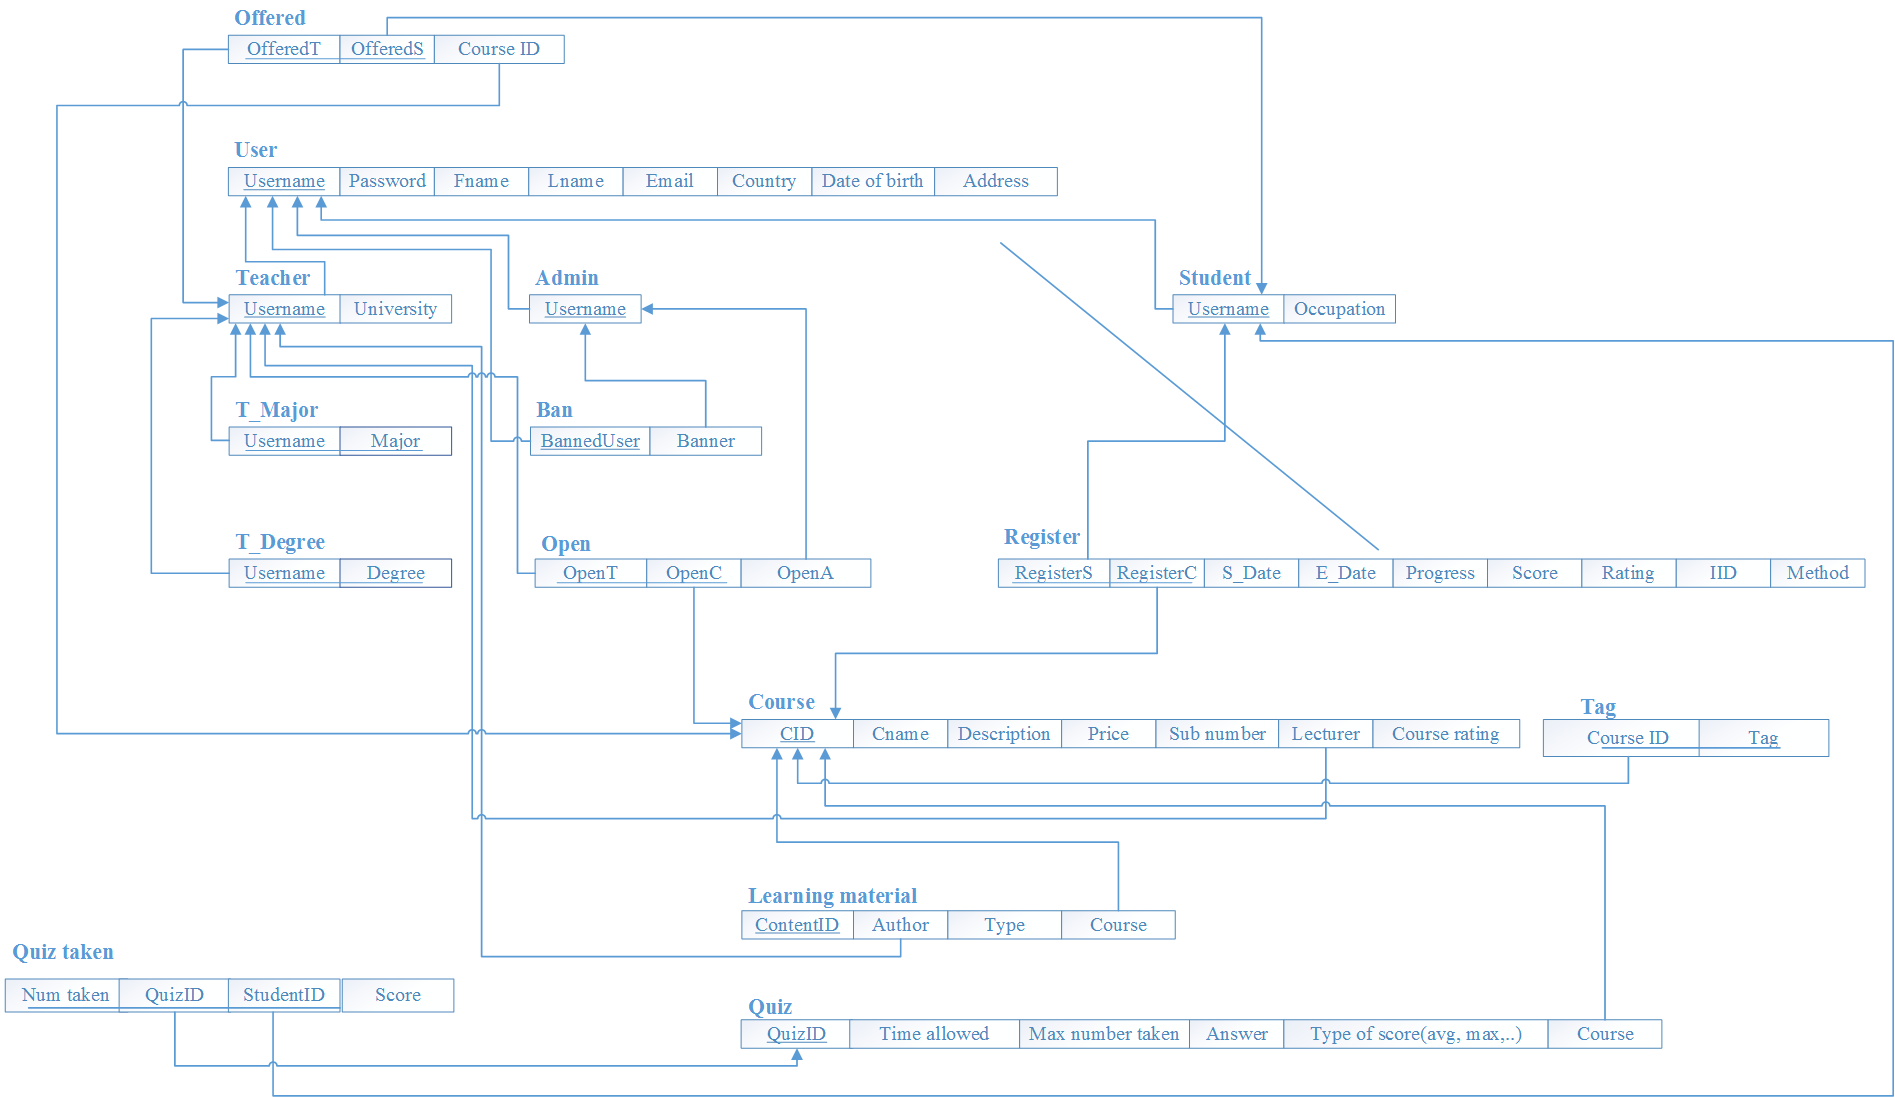 Offered
OfferedT OfferedS Course ID
User
Username Password Fname Lname Email Country Date of birth Address
Teacher Admin Student
Username University Username Username Occupation
T_Major Ban
Username Major BannedUser Banner
T_Degree Open Register
Username Degree OpenT OpenC OpenA RegisterS RegisterC S_Date E_Date Progress Score Rating IID Method
Course Tag
CID Cname Description Price Sub number Lecturer Course rating Course ID Tag
Learning material
ContentID Author Type Course
Quiz taken
Num taken QuizID StudentID Score
Quiz
QuizID Time allowed Max number taken Answer Type of score(avg, max,..) Course